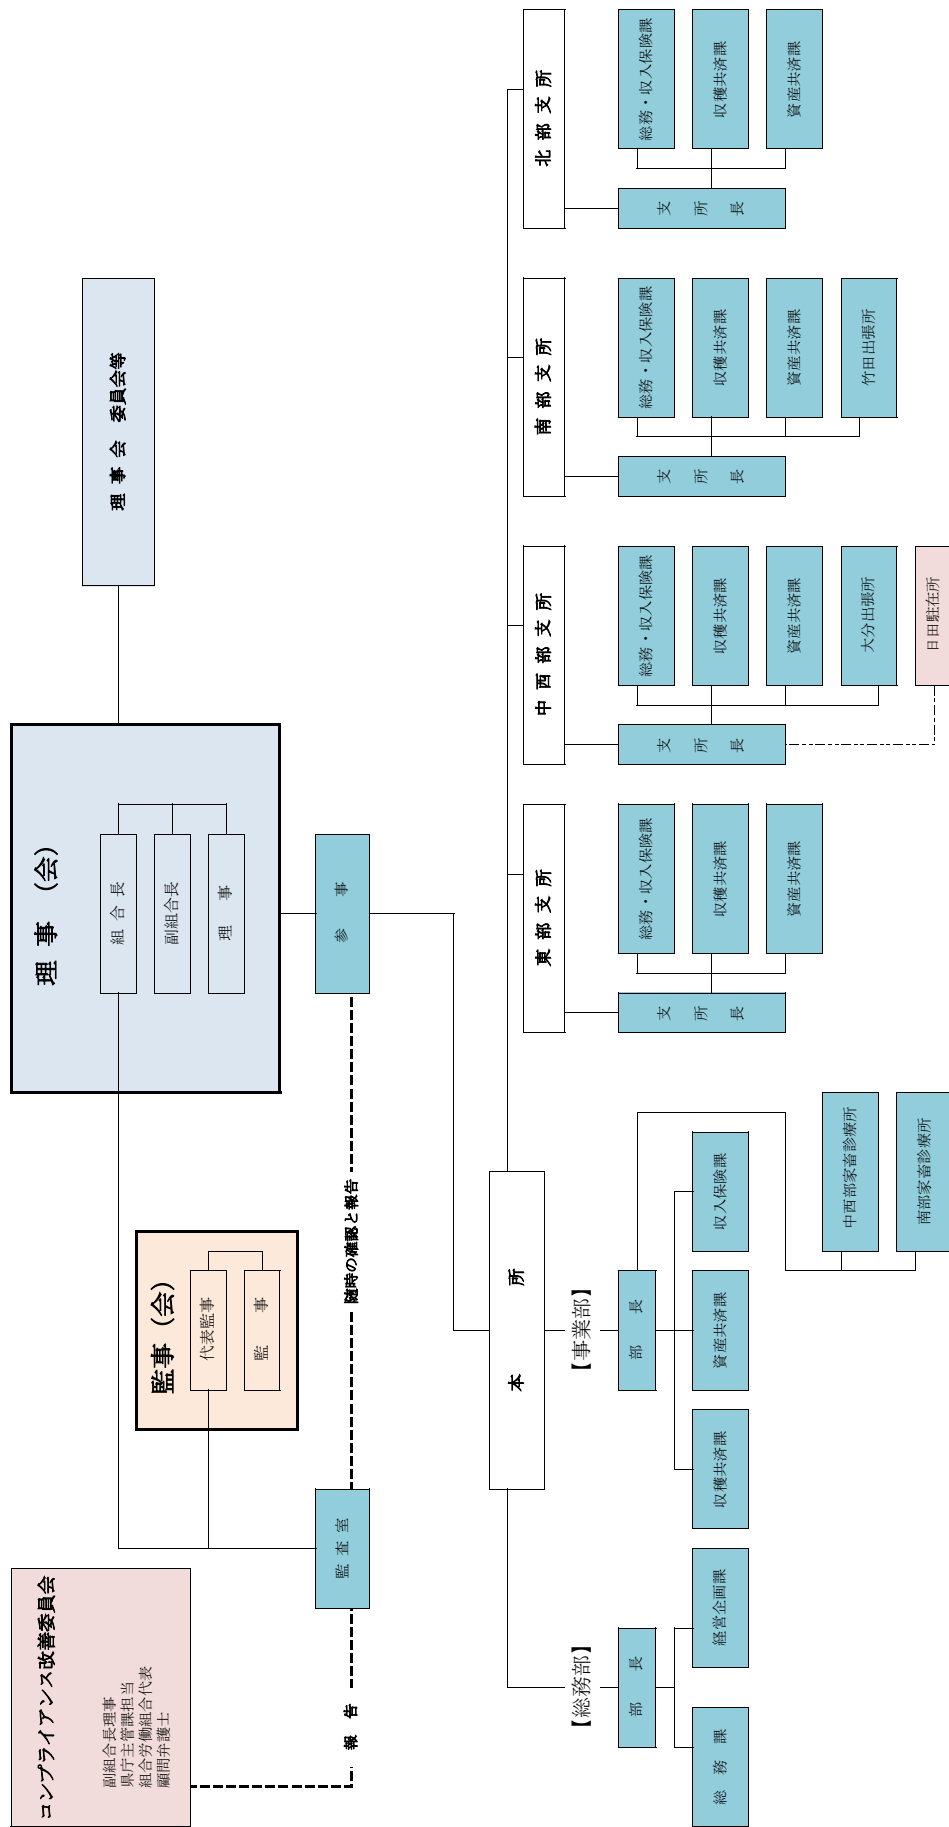 コンプライアンス改善委員会
副組合長理事
県庁主管課担当
組合労働組合代表
顧問弁護士
監事（会）
代表監事
監　事
理 事 （会）
組 合 長
副組合長
理　事
理 事 会　委員会等
報 告
監 査 室
随時の確認と報告
参　事
本　所
【総務部】
部　長
総 務 課
経営企画課
【事業部】
部　長
収穫共済課
資産共済課
収入保険課
中西部家畜診療所
南部家畜診療所
東 部 支 所
支 所 長
総務・収入保険課
収穫共済課
資産共済課
中 西 部 支 所
支 所 長
総務・収入保険課
収穫共済課
資産共済課
大分出張所
日田駐在所
南 部 支 所
支 所 長
総務・収入保険課
収穫共済課
資産共済課
竹田出張所
北 部 支 所
支 所 長
総務・収入保険課
収穫共済課
資産共済課